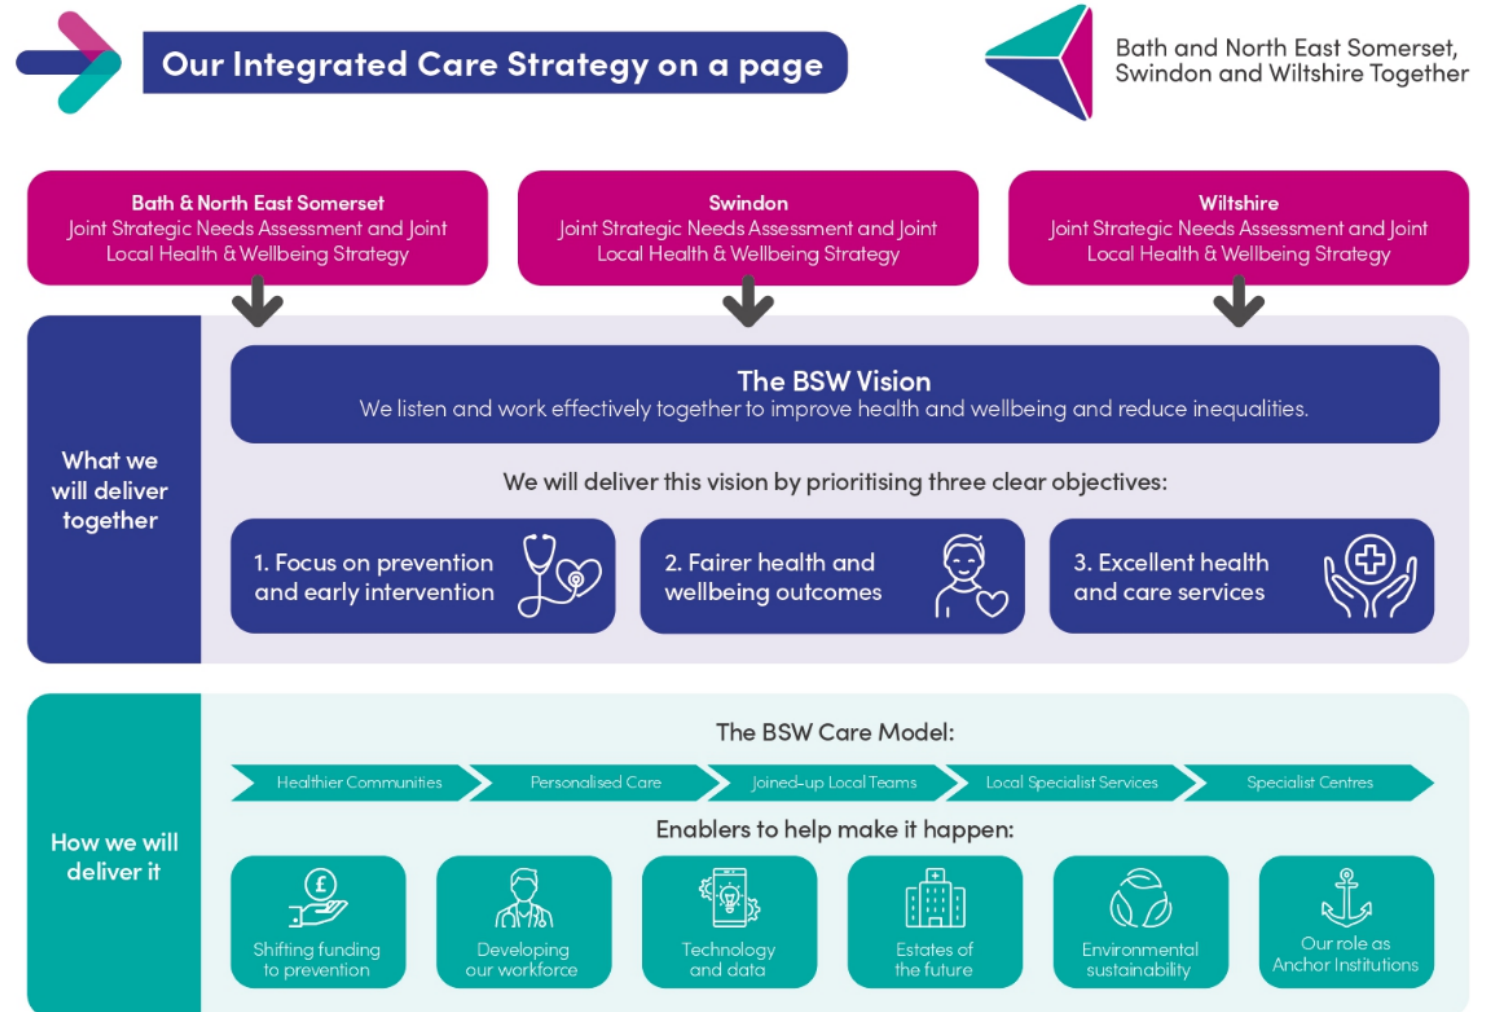 Our Integrated Care Strategy on a page
Bath and North East Somerset,
Swindon and Wiltshire Together
Bath & North East Somerset
Joint Strategic Needs Assessment and Joint
Local Health & Wellbeing Strategy
Swindon
Joint Strategic Needs Assessment and Joint
Local Health & Wellbeing Strategy
Wiltshire
Joint Strategic Needs Assessment and Joint
Local Health & Wellbeing Strategy
What we
will deliver
together
The BSW Vision
We listen and work effectively together to improve health and wellbeing and reduce inequalities.
We will deliver this vision by prioritising three clear objectives:
1. Focus on prevention
and early intervention
2. Fairer health and
wellbeing outcomes
3. Excellent health
and care services
How we will
deliver it
The BSW Care Model:
Healthier Communities
Personalised Care
Joined-up Local Teams
Local Specialist Services
Specialist Centres
Enablers to help make it happen:
£
Shifting funding
to prevention
Developing
our workforce
Technology
and data
Estates of
the future
Environmental
sustainability
Our role as
Anchor Institutions